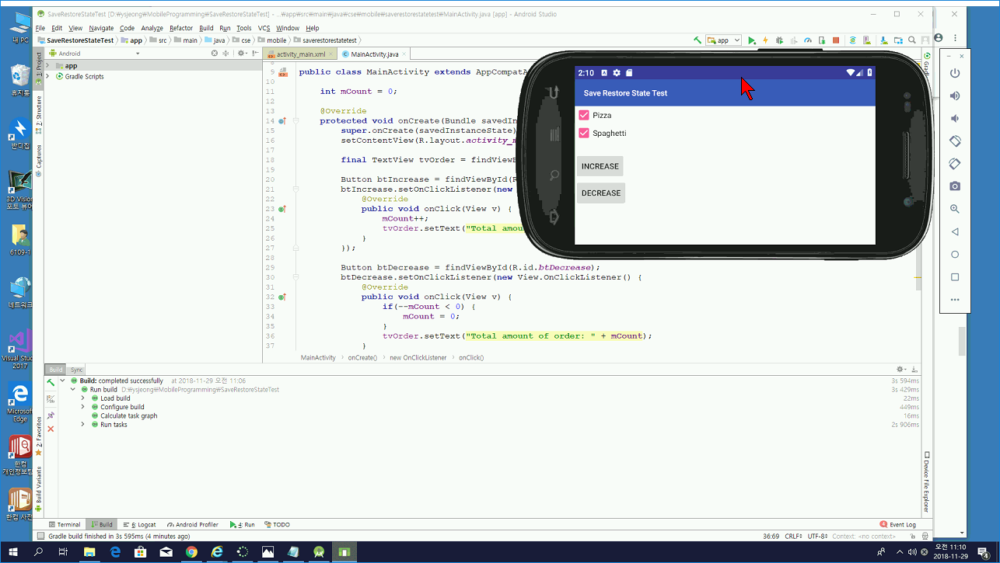 SaveRestoreStateTest [D:₩ysjeong₩MobileProgramming₩SaveRestoreStateTest] - ...₩app₩src₩main₩java₩cse₩mobile₩saverestorestatetest₩MainActivity.java [app] - Android Studio
File Edit View Navigate Code Analyze Refactor Build Run Tools VCS Window Help
SaveRestoreStateTest app src main java cse mobile saverestorestatetest
app
Android
activity_main.xml
MainActivity.java
app
Gradle Scripts
1: Project
7: Structure
Captures
2: Favorites
Build Variants
9 public class MainActivity extends AppCompatA
10
11 int mCount = 0;
12
13 @Override
14 protected void onCreate(Bundle savedIn
15 super.onCreate(savedInstanceState)
16 setContentView(R.layout.activity_m
17
18 final TextView tvOrder = findViewB
19
20 Button btIncrease = findViewById(R
21 btIncrease.setOnClickListener(new
22 @Override
23 public void onClick(View v) {
24 mCount++;
25 tvOrder.setText("Total amou
26 }
27 });
28
29 Button btDecrease = findViewById(R.id.btDecrease);
30 btDecrease.setOnClickListener(new View.OnClickListener() {
31 @Override
32 public void onClick(View v) {
33 if(--mCount < 0) {
34 mCount = 0;
35 }
36 tvOrder.setText("Total amount of order: " + mCount);
37 }
MainActivity onCreate() new OnClickListener onClick()
2:10
Save Restore State Test
Pizza
Spaghetti
INCREASE
DECREASE
Build Sync
Build: completed successfully at 2018-11-29 오전 11:06 3s 594ms
Run build D:₩ysjeong₩MobileProgramming₩SaveRestoreStateTest 3s 429ms
Load build 22ms
Configure build 449ms
Calculate task graph 16ms
Run tasks 2s 906ms
Device File Explorer
Terminal Build 6: Logcat Android Profiler 4: Run TODO Event Log
Gradle build finished in 3s 595ms (4 minutes ago) 36:69 CRLF UTF-8 Context: <no context>
내 PC
휴지통
반디집
3D Vision
포토 뷰어
6109-1
네트워크
Visual Stud
2017
Microsoft
Edge
한컴
개인정보탐
한컴 사전
오전 11:10
2018-11-29
4